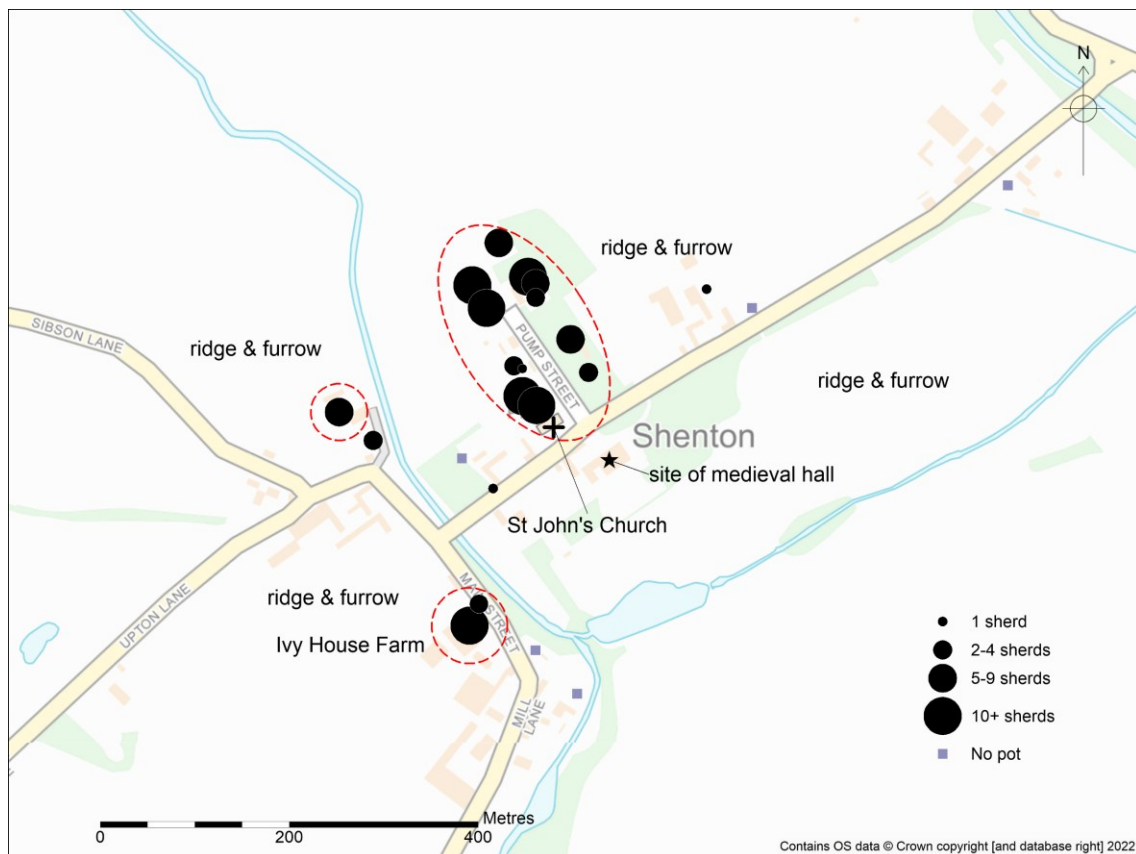 N
ridge & furrow
SIBSON LANE
ridge & furrow
PUMP STREET
ridge & furrow
Shenton
site of medieval hall
St John's Church
ridge & furrow
UPTON LANE
Ivy House Farm
MILL LANE
1 sherd
2-4 sherds
5-9 sherds
10+ sherds
No pot
Metres
0 200 400
Contains OS data © Crown copyright [and database right] 2022